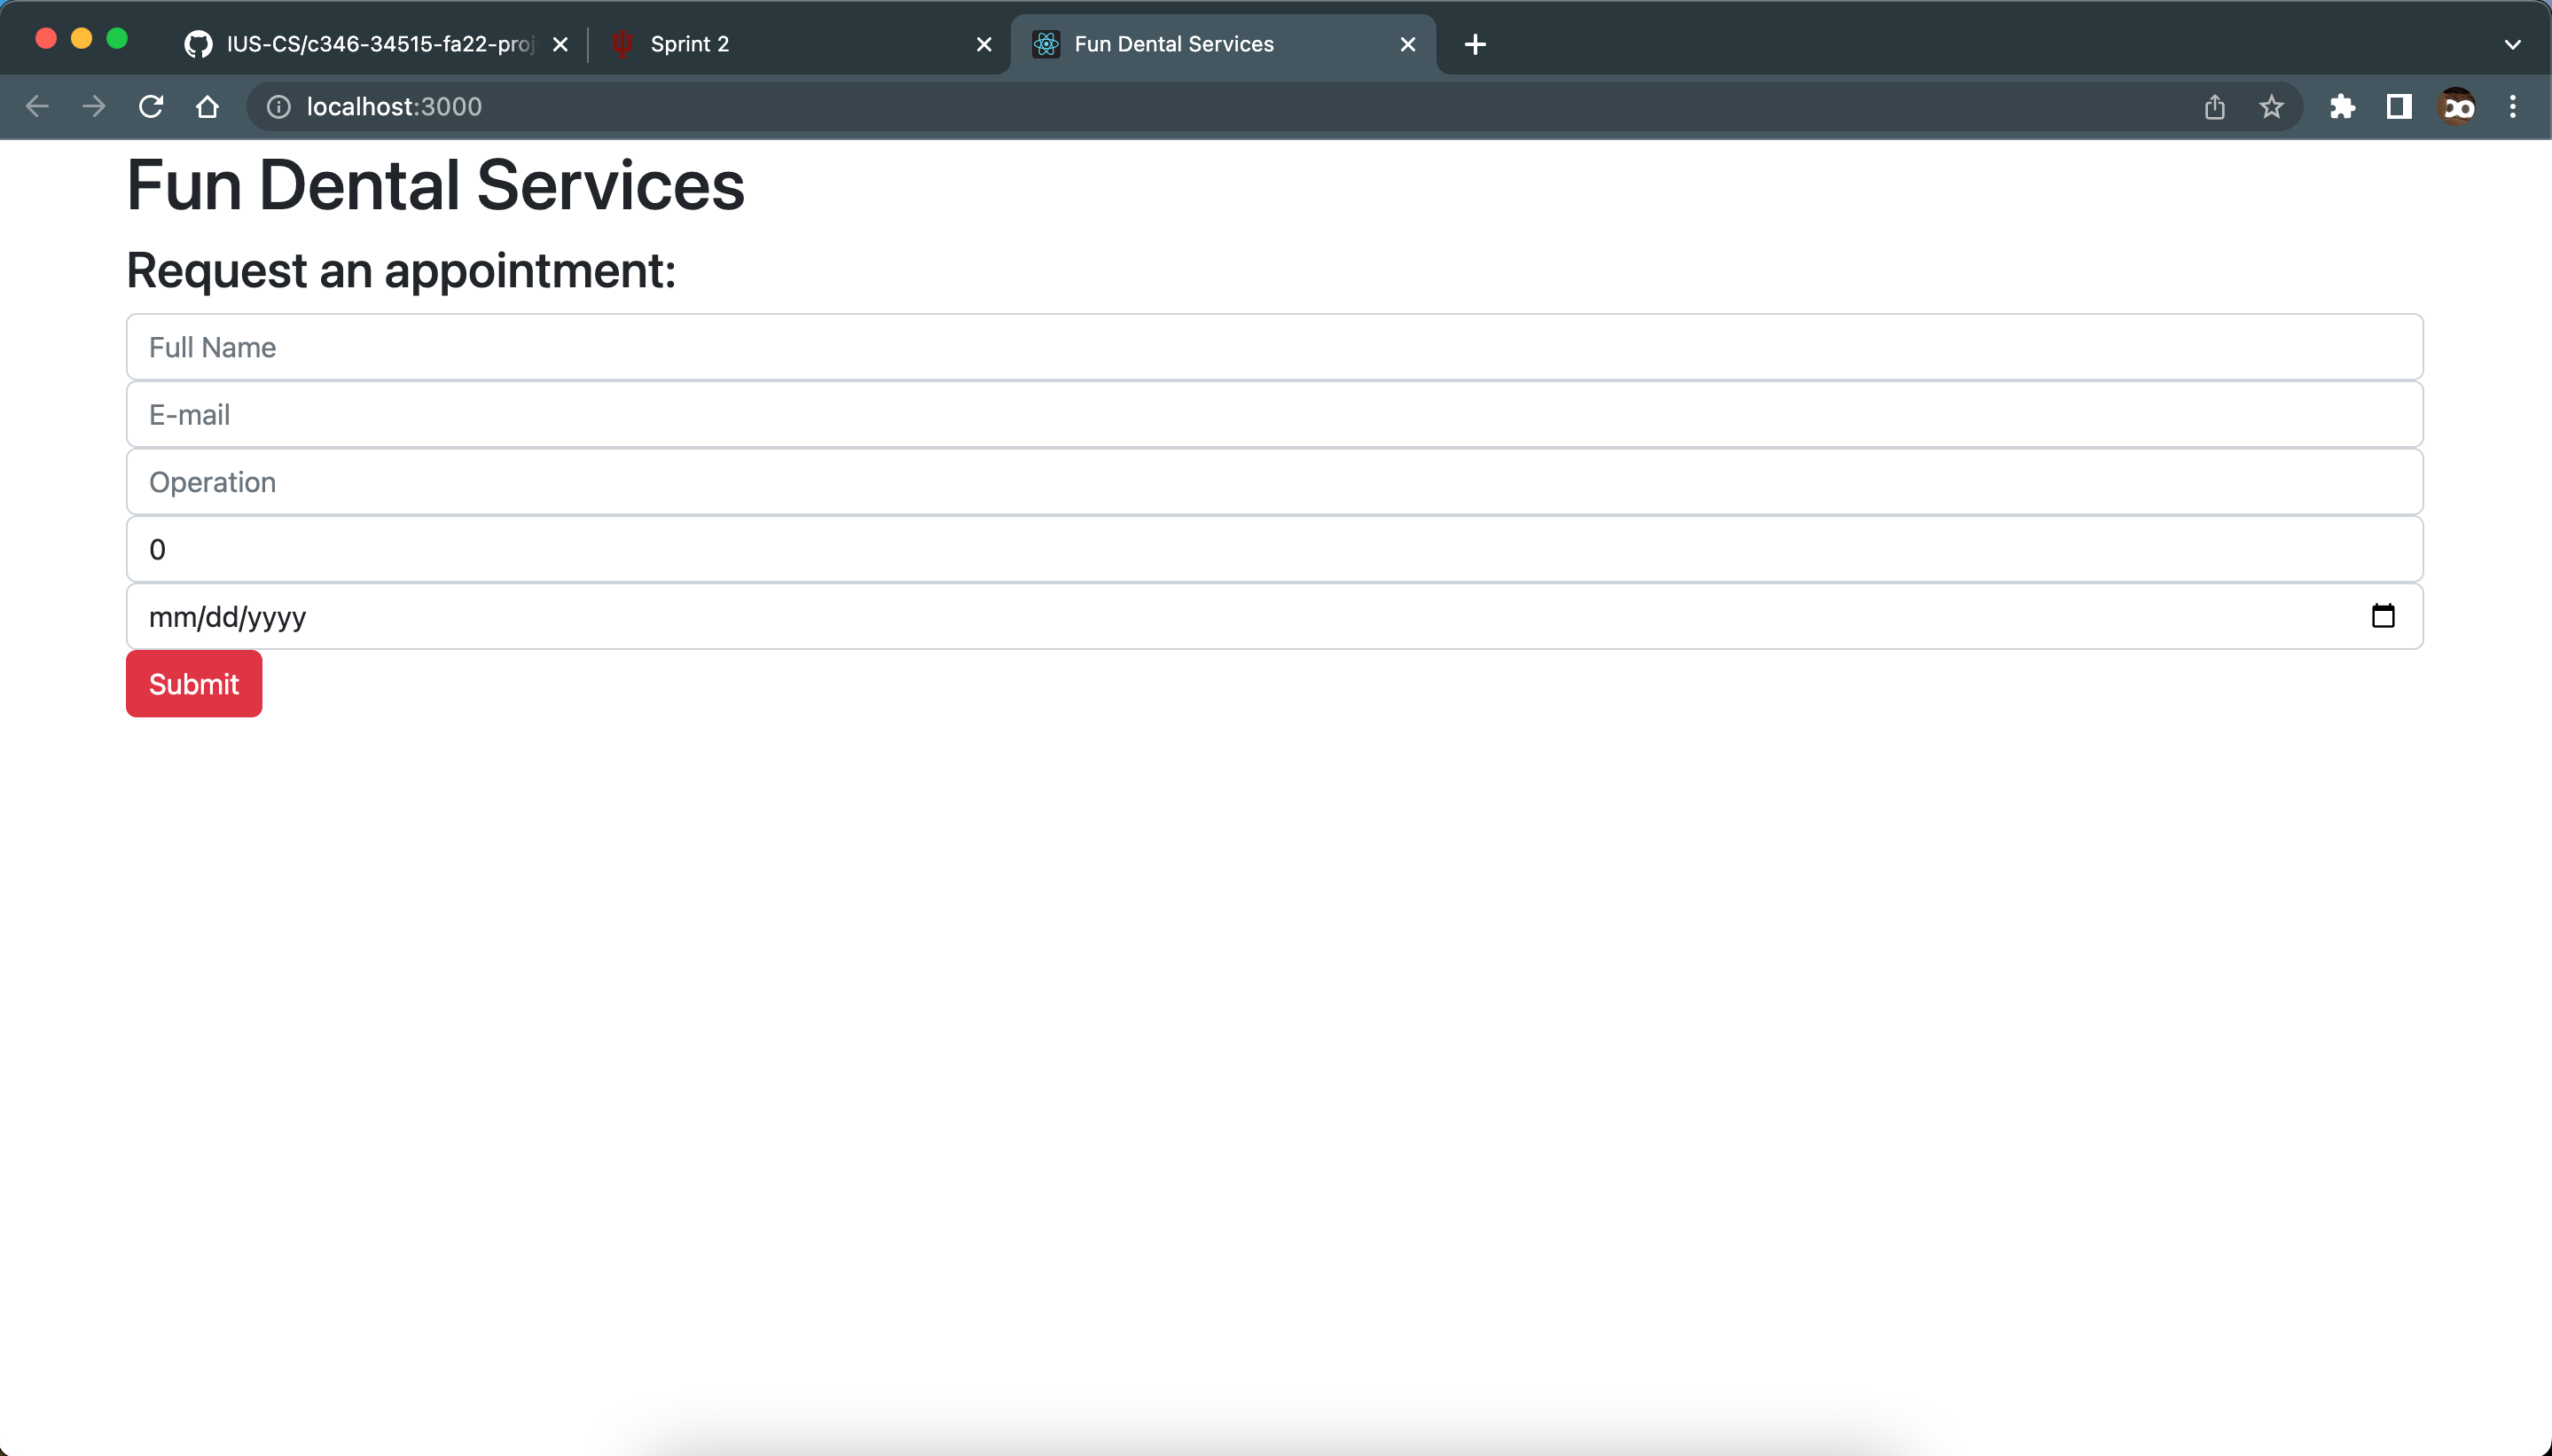 IUS-CS/c346-34515-fa22-proj
Sprint 2
Fun Dental Services
localhost:3000
Fun Dental Services
Request an appointment:
Full Name
E-mail
Operation
0
mm/dd/yyyy
Submit